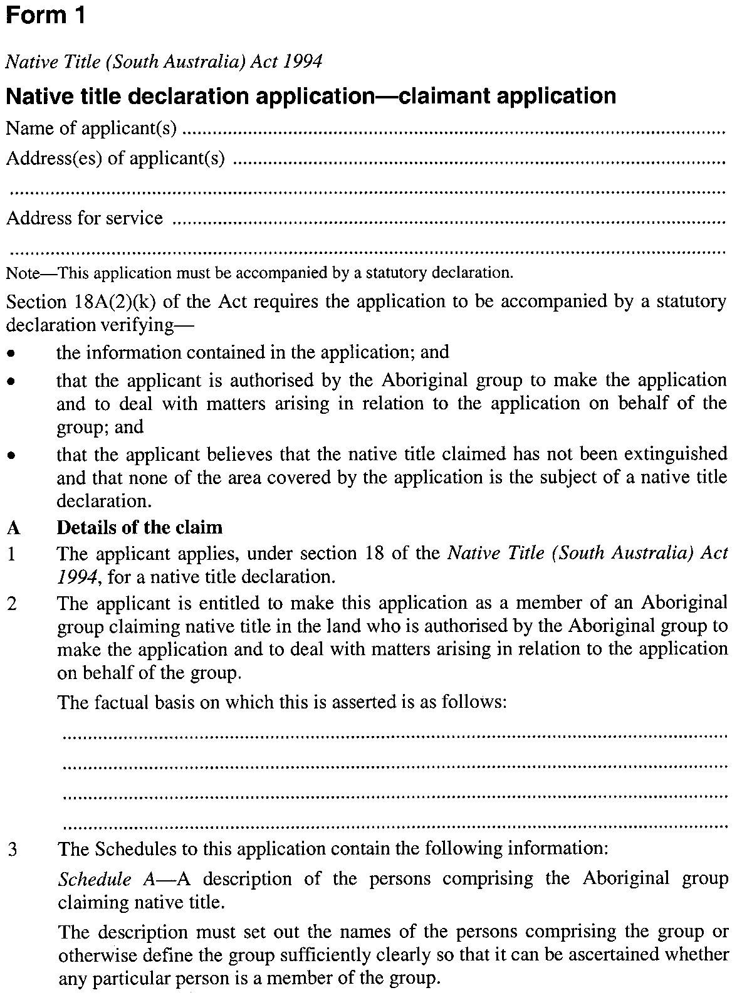 Form 1
Native Title (South Australia) Act 1994
Native title declaration application—claimant application
Name of applicant(s) ................................................................................
Address(es) of applicant(s) ................................................................................
................................................................................
Address for service ................................................................................
................................................................................
Note—This application must be accompanied by a statutory declaration.
Section 18A(2)(k) of the Act requires the application to be accompanied by a statutory
declaration verifying—
• the information contained in the application; and
• that the applicant is authorised by the Aboriginal group to make the application
and to deal with matters arising in relation to the application on behalf of the
group; and
• that the applicant believes that the native title claimed has not been extinguished
and that none of the area covered by the application is the subject of a native title
declaration.
A Details of the claim
1 The applicant applies, under section 18 of the Native Title (South Australia) Act
1994, for a native title declaration.
2 The applicant is entitled to make this application as a member of an Aboriginal
group claiming native title in the land who is authorised by the Aboriginal group to
make the application and to deal with matters arising in relation to the application
on behalf of the group.
The factual basis on which this is asserted is as follows:
................................................................................
................................................................................
................................................................................
................................................................................
3 The Schedules to this application contain the following information:
Schedule A—A description of the persons comprising the Aboriginal group
claiming native title.
The description must set out the names of the persons comprising the group or
otherwise define the group sufficiently clearly so that it can be ascertained whether
any particular person is a member of the group.